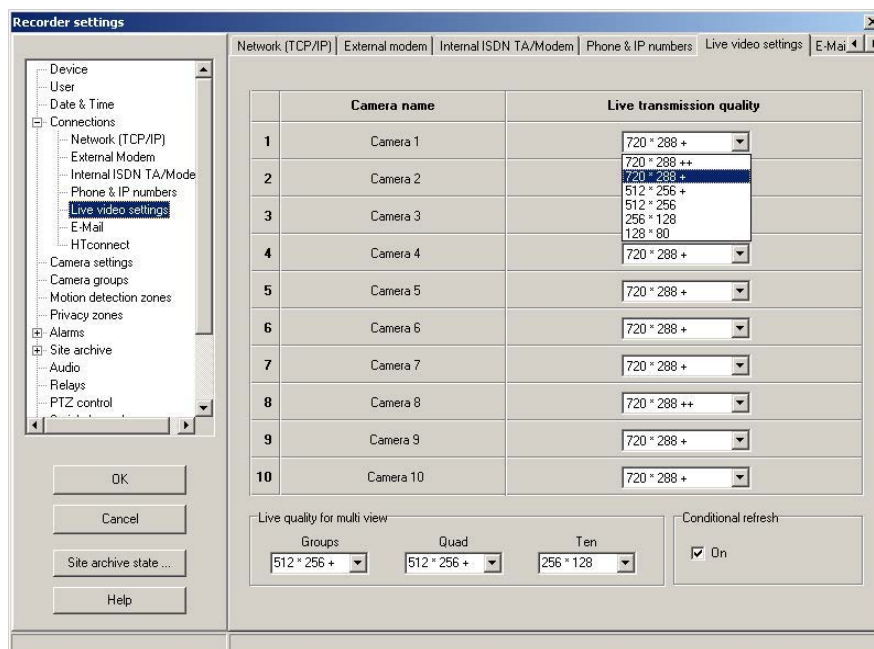 Recorder settings
Network (TCP/IP) External modem Internal ISDN TA/Modem Phone & IP numbers Live video settings E-Mai
Device
User
Date & Time
Connections
Network (TCP/IP)
External Modem
Internal ISDN TA/Mode
Phone & IP numbers
Live video settings
E-Mail
HTconnect
Camera settings
Camera groups
Motion detection zones
Privacy zones
Alarms
Site archive
Audio
Relays
PTZ control
OK
Cancel
Site archive state ...
Help
Camera name Live transmission quality
1 Camera 1 720 * 288 +
720 * 288 ++
720 * 288 +
512 * 256 +
512 * 256
256 * 128
128 * 80
2 Camera 2
3 Camera 3
4 Camera 4 720 * 288 +
5 Camera 5 720 * 288 +
6 Camera 6 720 * 288 +
7 Camera 7 720 * 288 +
8 Camera 8 720 * 288 ++
9 Camera 9 720 * 288 +
10 Camera 10 720 * 288 +
Live quality for multi view
Groups Quad Ten
512 * 256 + 512 * 256 + 256 * 128
Conditional refresh
On